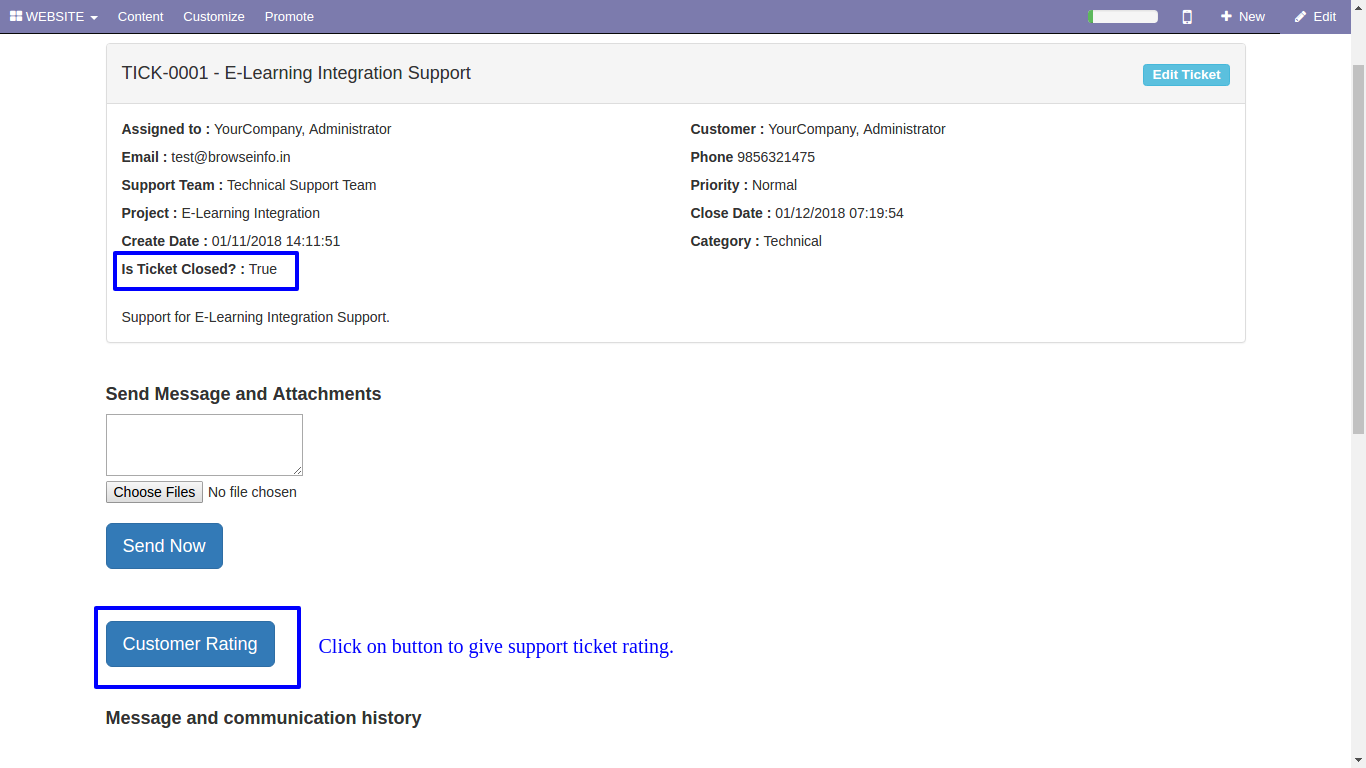 WEBSITE Content Customize Promote New Edit
TICK-0001 - E-Learning Integration Support Edit Ticket
Assigned to : YourCompany, Administrator Customer : YourCompany, Administrator
Email : test@browseinfo.in Phone 9856321475
Support Team : Technical Support Team Priority : Normal
Project : E-Learning Integration Close Date : 01/12/2018 07:19:54
Create Date : 01/11/2018 14:11:51 Category : Technical
Is Ticket Closed? : True
Support for E-Learning Integration Support.
Send Message and Attachments
Choose Files No file chosen
Send Now
Customer Rating Click on button to give support ticket rating.
Message and communication history